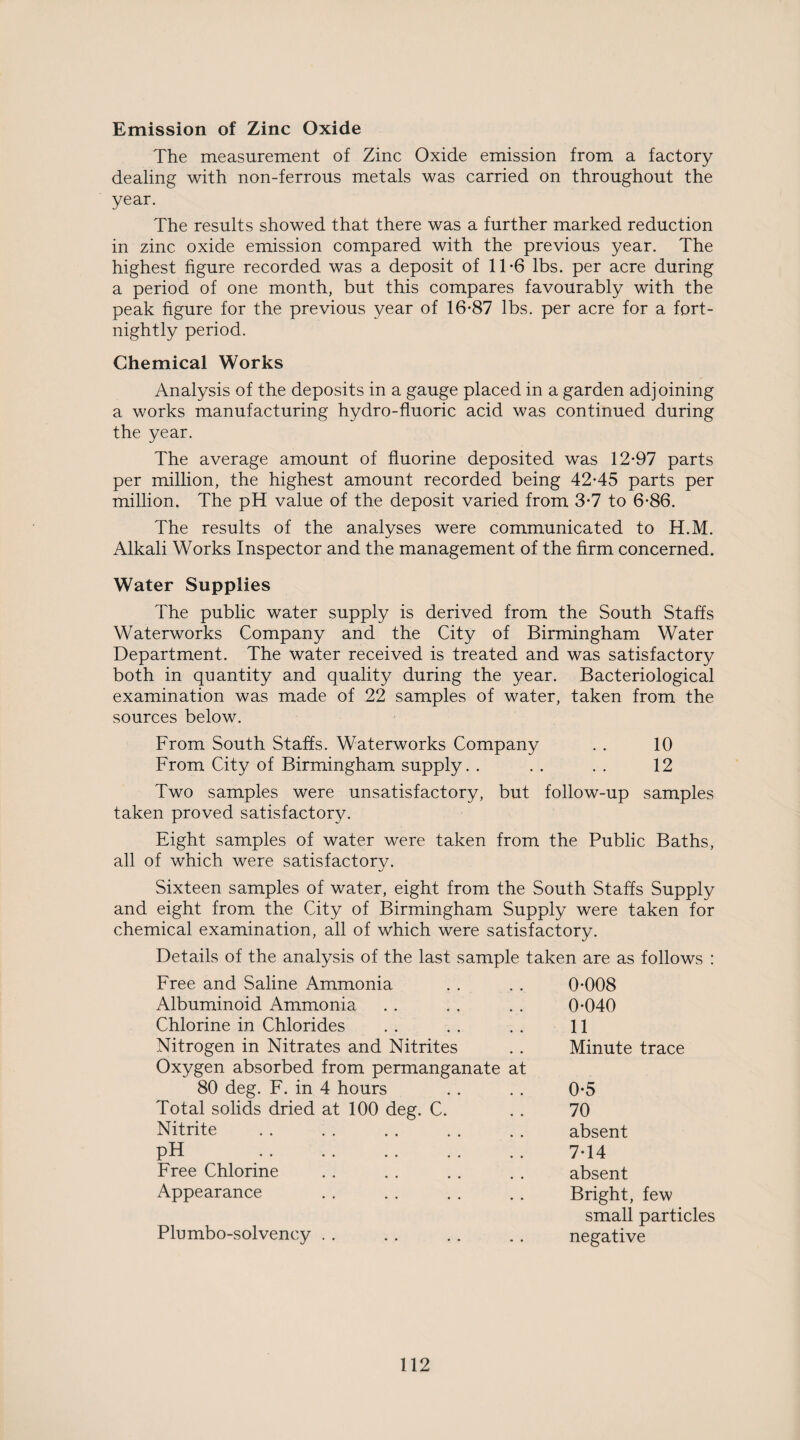 Emission of Zinc Oxide
The measurement of Zinc Oxide emission from a factory
dealing with non-ferrous metals was carried on throughout the
year.
The results showed that there was a further marked reduction
in zinc oxide emission compared with the previous year. The
highest figure recorded was a deposit of 11·6 lbs. per acre during
a period of one month, but this compares favourably with the
peak figure for the previous year of 16·87 lbs. per acre for a fort-
nightly period.
Chemical Works
Analysis of the deposits in a gauge placed in a garden adjoining
a works manufacturing hydro-fluoric acid was continued during
the year.
The average amount of fluorine deposited was 12·97 parts
per million, the highest amount recorded being 42·45 parts per
million. The pH value of the deposit varied from 3·7 to 6·86.
The results of the analyses were communicated to H.M.
Alkali Works Inspector and the management of the firm concerned.
Water Supplies
The public water supply is derived from the South Staffs
Waterworks Company and the City of Birmingham Water
Department. The water received is treated and was satisfactory
both in quantity and quality during the year. Bacteriological
examination was made of 22 samples of water, taken from the
sources below.
From South Staffs. Waterworks Company . . 10
From City of Birmingham supply. . . . . . 12
Two samples were unsatisfactory, but follow-up samples
taken proved satisfactory.
Eight samples of water were taken from the Public Baths,
all of which were satisfactory.
Sixteen samples of water, eight from the South Staffs Supply
and eight from the City of Birmingham Supply were taken for
chemical examination, all of which were satisfactory.
Details of the analysis of the last sample taken are as follows :
Free and Saline Ammonia . . . . 0·008
Albuminoid Ammonia . . . . . . 0·040
Chlorine in Chlorides . . . . . . 11
Nitrogen in Nitrates and Nitrites . . Minute trace
Oxygen absorbed from permanganate at
80 deg. F. in 4 hours . . . . 0·5
Total solids dried at 100 deg. C. . . 70
Nitrite . . . . . . . . . . absent
pH . . . . . . . . . . 7·14
Free Chlorine . . . . . . . . absent
Appearance . . . . . . . . Bright, few
small particles
Plumbo-solvency . . . . . . . . negative
112